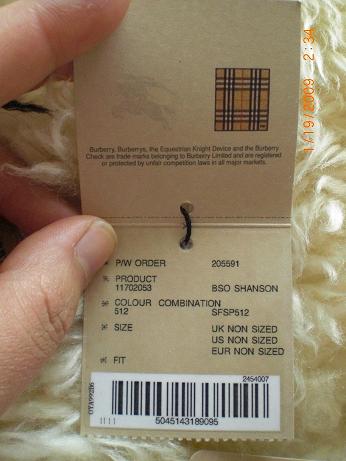 1/19/2009 2:34
Burberry, Burberrys, the Equestrian Knight Device and the Burberry
Check are trade marks belonging to Burberry Limited and are registered
or protected by unfair competition laws in all major markets.
P/W ORDER 205591
PRODUCT
11702053 BSO SHANSON
COLOUR COMBINATION
512 SFSP512
SIZE UK NON SIZED
US NON SIZED
EUR NON SIZED
FIT
2454007
5045143189095